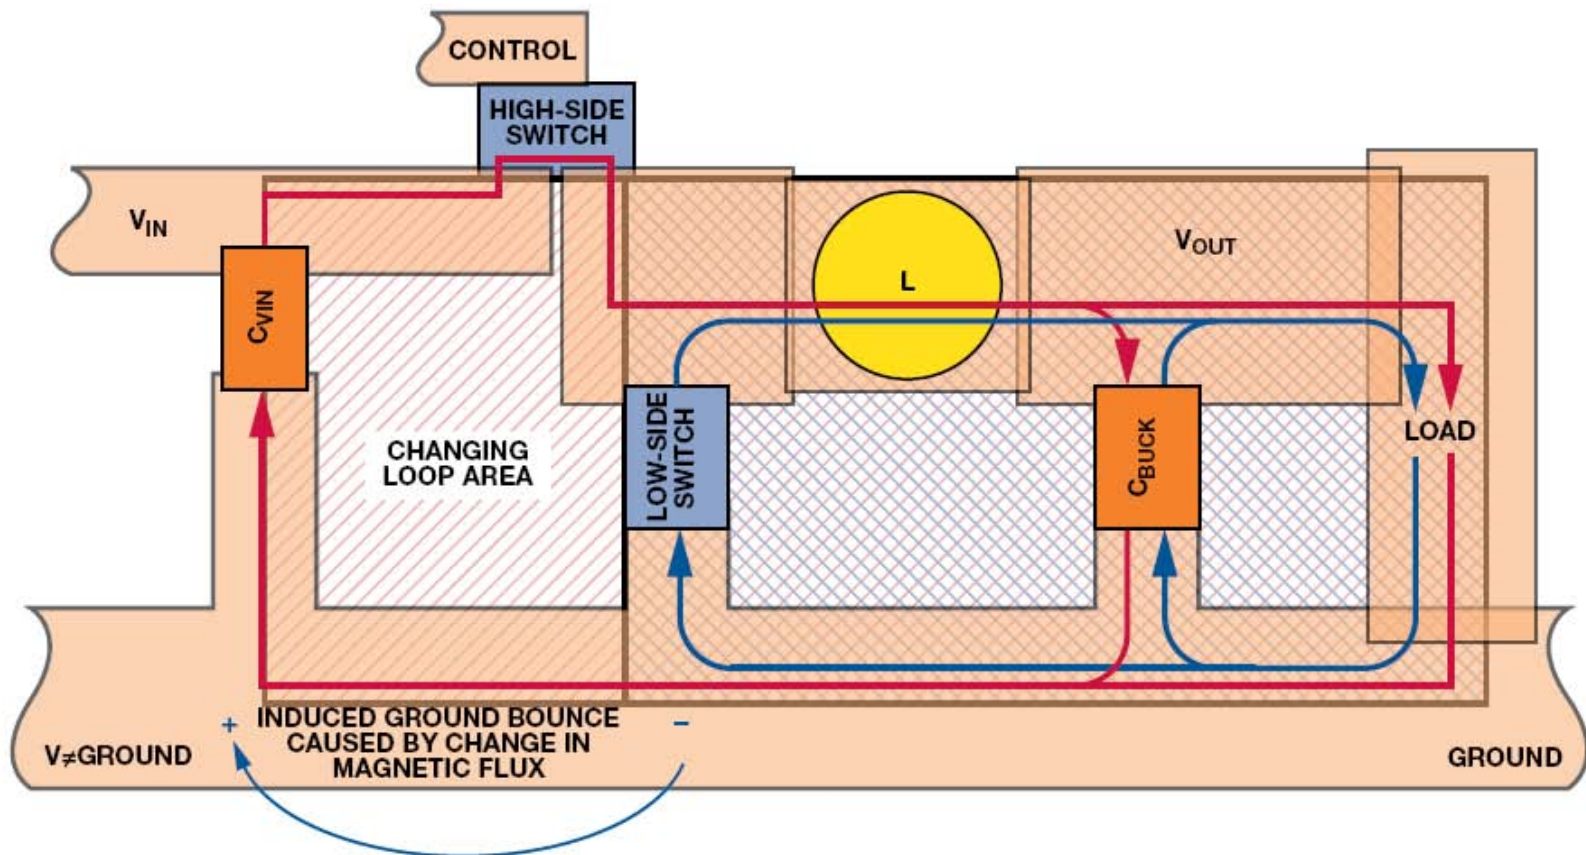 CONTROL
HIGH-SIDE
SWITCH
VIN
CVIN
L
VOUT
CHANGING
LOOP AREA
LOW-SIDE
SWITCH
CBUCK
LOAD
+ INDUCED GROUND BOUNCE −
CAUSED BY CHANGE IN
MAGNETIC FLUX
V≠GROUND
GROUND